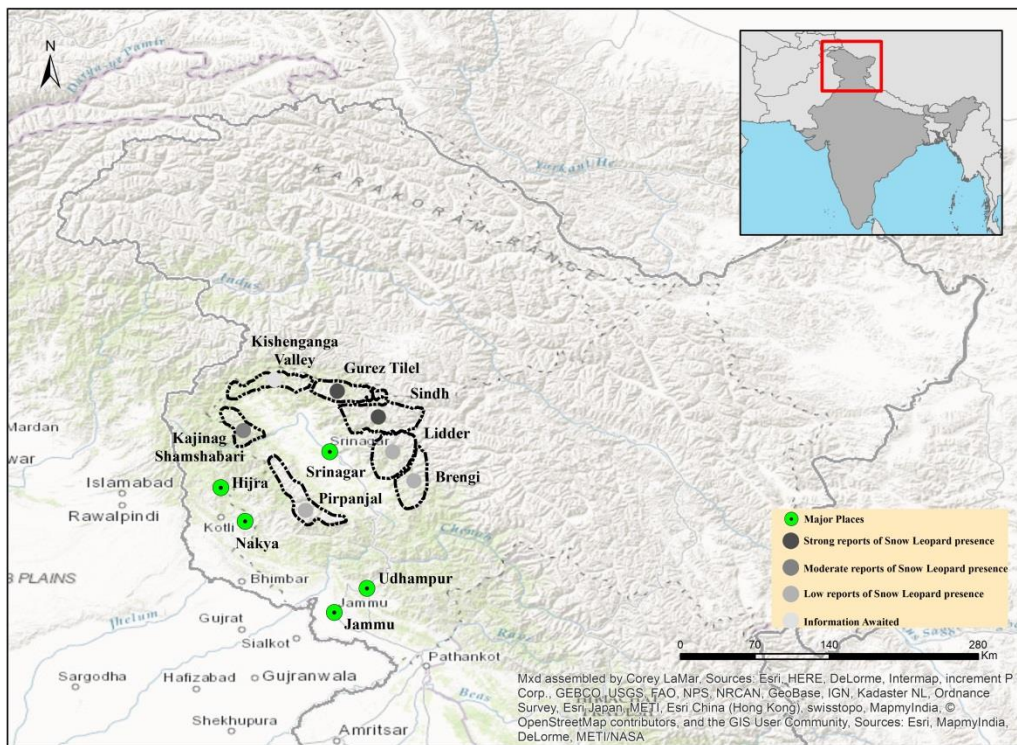 N
Darya-ye Pamir
Yarkant He
KARAKORAM RANGE
Indus
Kishenganga
Valley
Gurez Tilel
Sindh
Mardan
Kajinag
Shamshabari
Srinagar
Lidder
Srinagar
Brengi
Islamabad
Hijra
Rawalpindi
Pirpanjal
Kotli
Nakya
Chenab
Major Places
Strong reports of Snow Leopard presence
Moderate reports of Snow Leopard presence
Low reports of Snow Leopard presence
Information Awaited
PLAINS
Bhimbar
Udhampur
Jammu
Jammu
Jhelum
Gujrat
Sialkot
Ravi
Sargodha
Hafizabad
Gujranwala
Pathankot
Sheikhupura
Beas
Amritsar
0 70 140 280
Km
Mxd assembled by Corey LaMar, Sources: Esri, HERE, DeLorme, Intermap, increment P
Corp., GEBCO, USGS, FAO, NPS, NRCAN, GeoBase, IGN, Kadaster NL, Ordnance
Survey, Esri Japan, METI, Esri China (Hong Kong), swisstopo, MapmyIndia, ©
OpenStreetMap contributors, and the GIS User Community, Sources: Esri, MapmyIndia,
DeLorme, METI/NASA